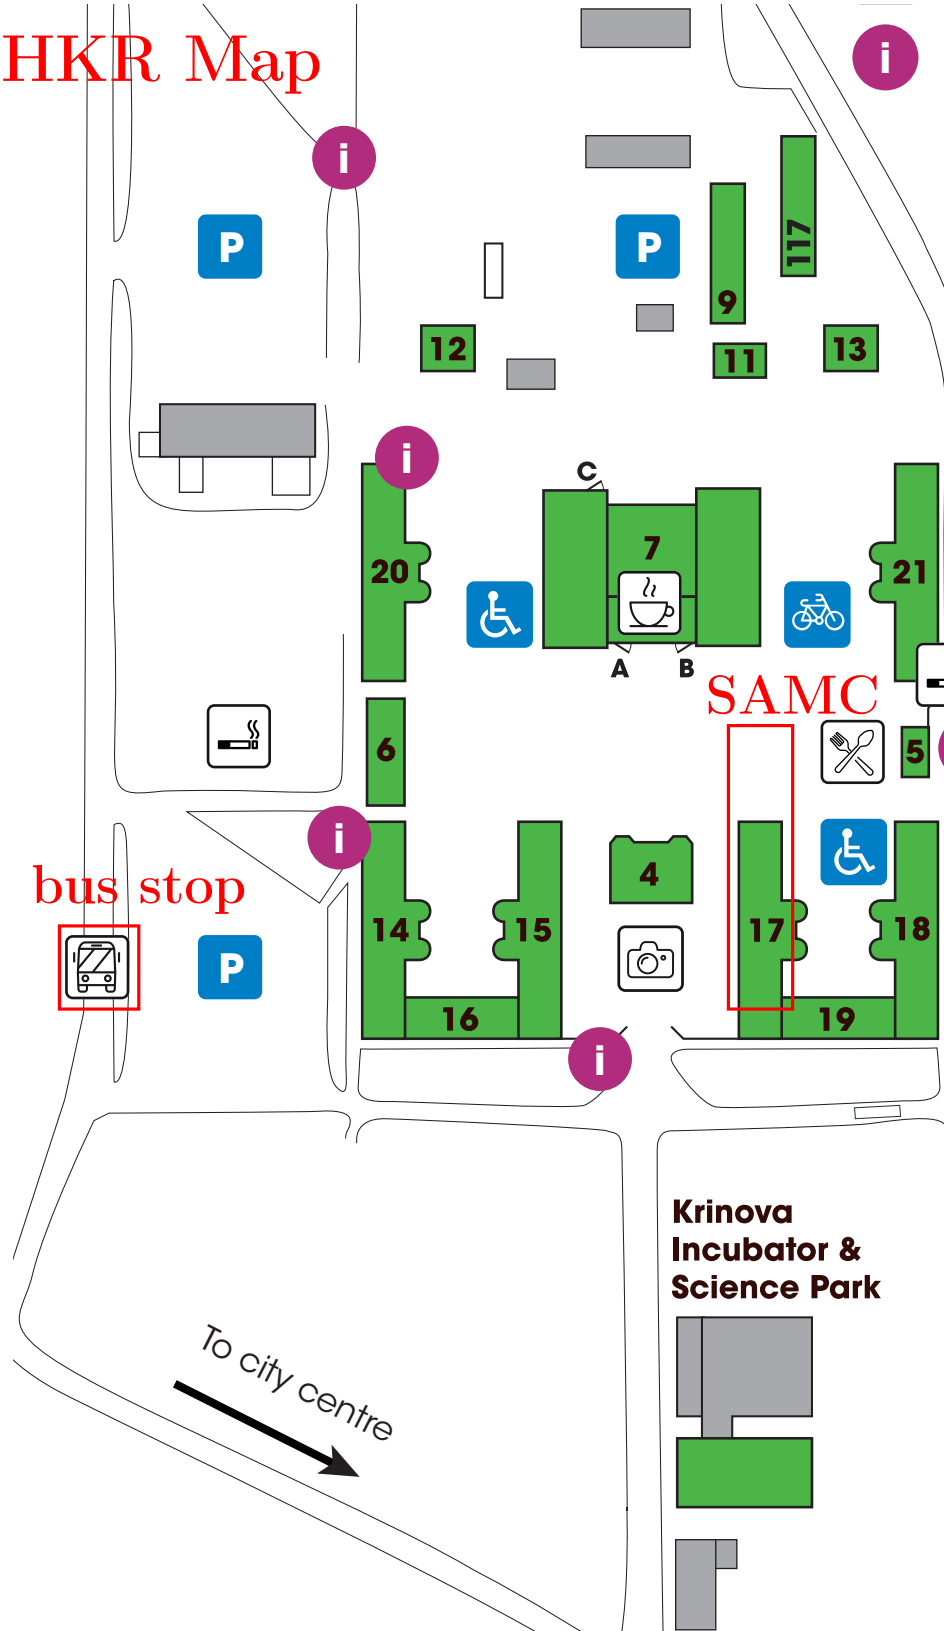 HKR Map
i
i
P
P
117
9
12
11
13
i
C
7
20
21
A
B
SAMC
6
5
i
bus stop
4
14
15
17
18
P
16
19
i
Krinova
Incubator &
Science Park
To city centre